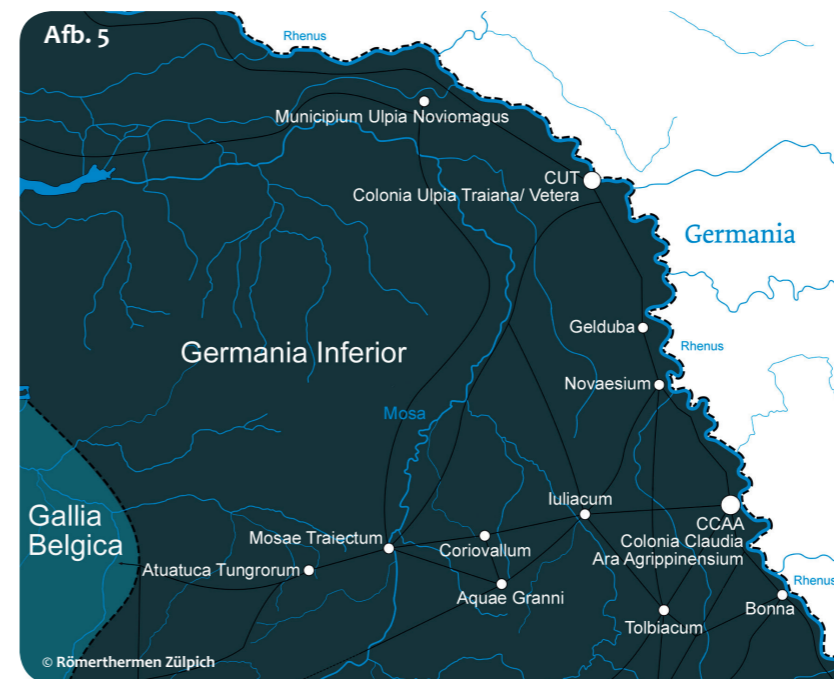 Afb. 5
Rhenus
Municipium Ulpia Noviomagus
CUT
Colonia Ulpia Traiana/ Vetera
Germania
Gelduba
Rhenus
Germania Inferior
Novaesium
Mosa
Iuliacum
Gallia
Belgica
CCAA
Colonia Claudia
Ara Agrippinensium
Mosae Traiectum
Coriovallum
Atuatuca Tungrorum
Aquae Granni
Rhenus
Bonna
Tolbiacum
© Römerthermen Zülpich